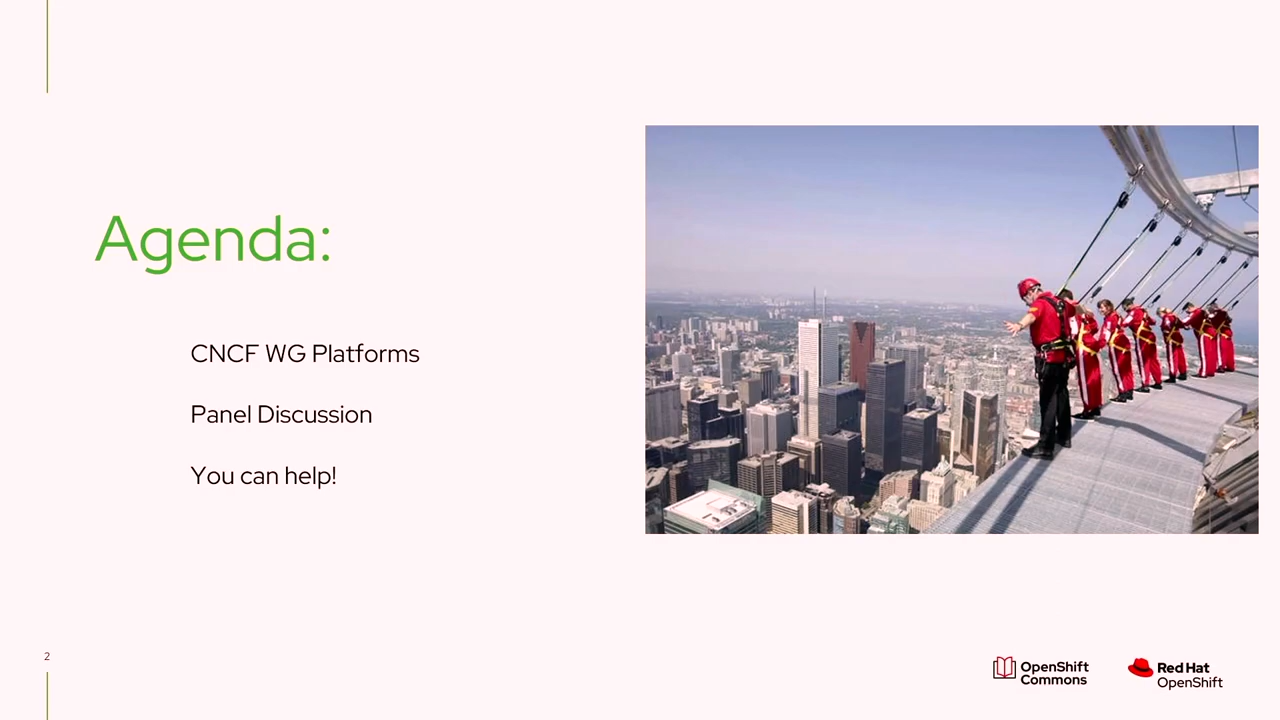 Agenda:
CNCF WG Platforms
Panel Discussion
You can help!
2
OpenShift
Commons
Red Hat
OpenShift